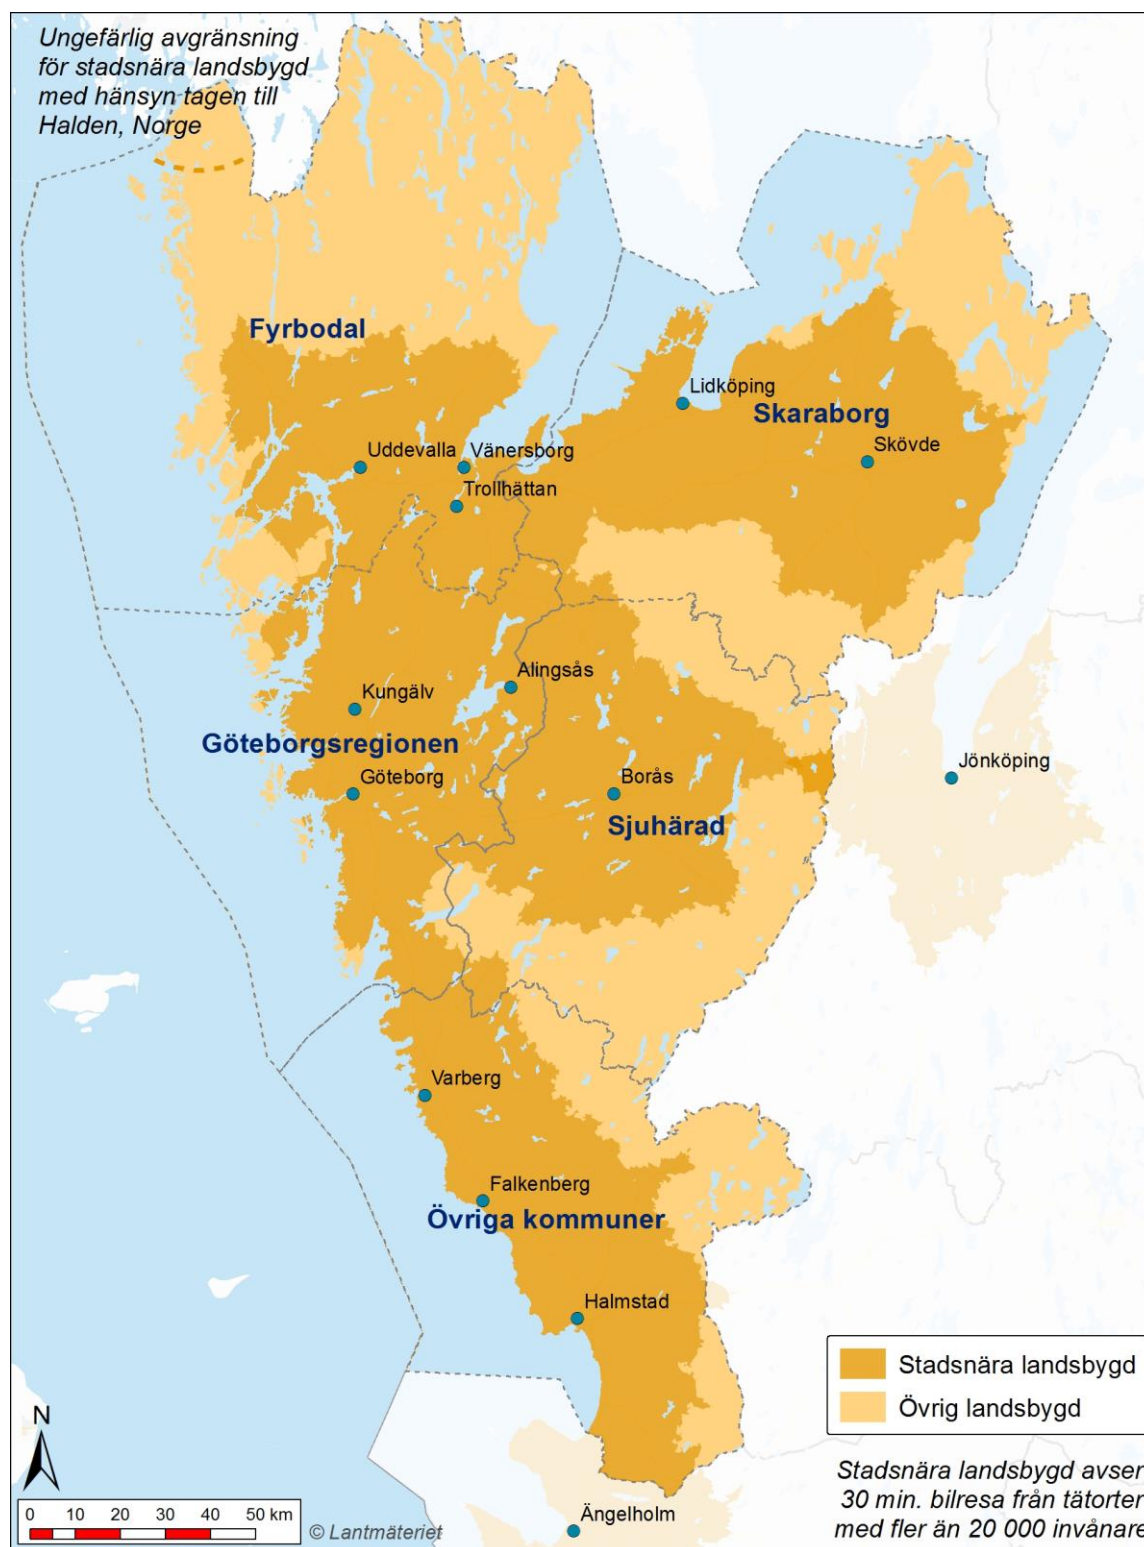 Ungefärlig avgränsning
för stadsnära landsbygd
med hänsyn tagen till
Halden, Norge
Fyrbodal
Lidköping
Skaraborg
Skövde
Uddevalla
Vänersborg
Trollhättan
Alingsås
Kungälv
Göteborgsregionen
Göteborg
Borås
Jönköping
Sjuhärad
Varberg
Falkenberg
Övriga kommuner
Halmstad
Stadsnära landsbygd
Övrig landsbygd
N
Stadsnära landsbygd avser
30 min. bilresa från tätorter
med fler än 20 000 invånare
0 10 20 30 40 50 km
© Lantmäteriet
Ängelholm